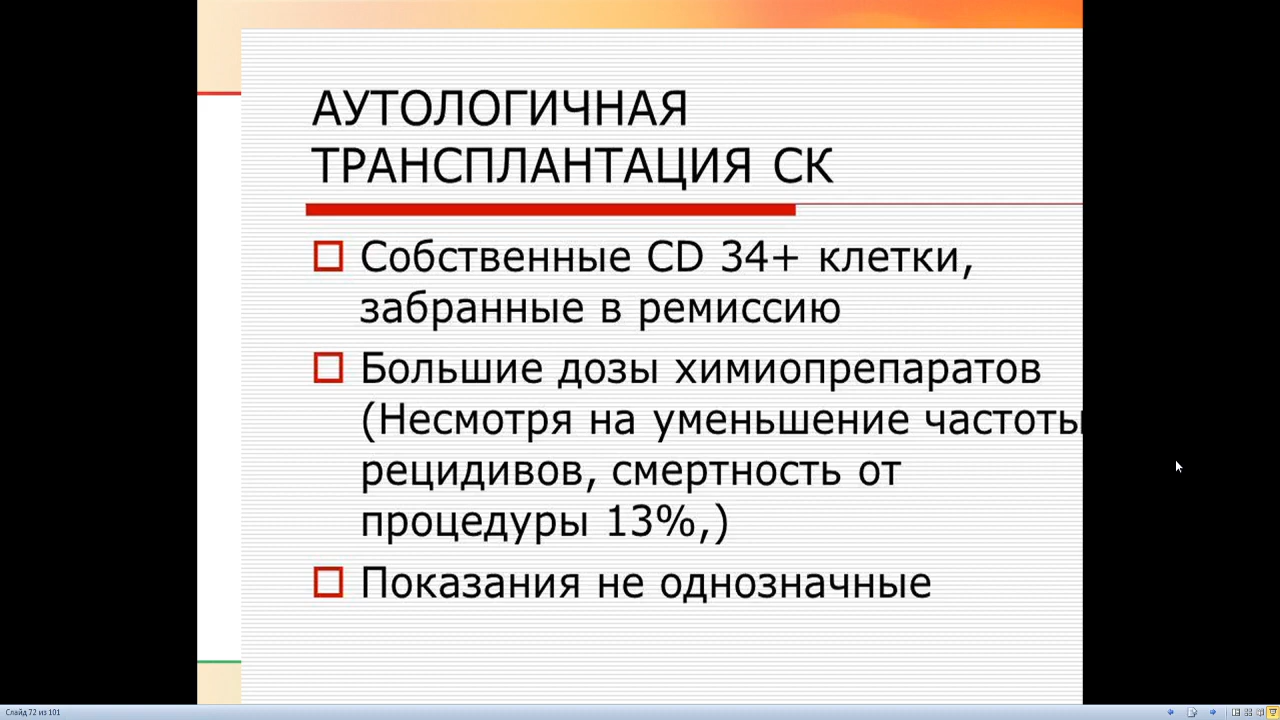 АУТОЛОГИЧНАЯ
ТРАНСПЛАНТАЦИЯ СК
Собственные CD 34+ клетки,
забранные в ремиссию
Большие дозы химиопрепаратов
(Несмотря на уменьшение частоты
рецидивов, смертность от
процедуры 13%,)
Показания не однозначные
Слайд 72 из 101